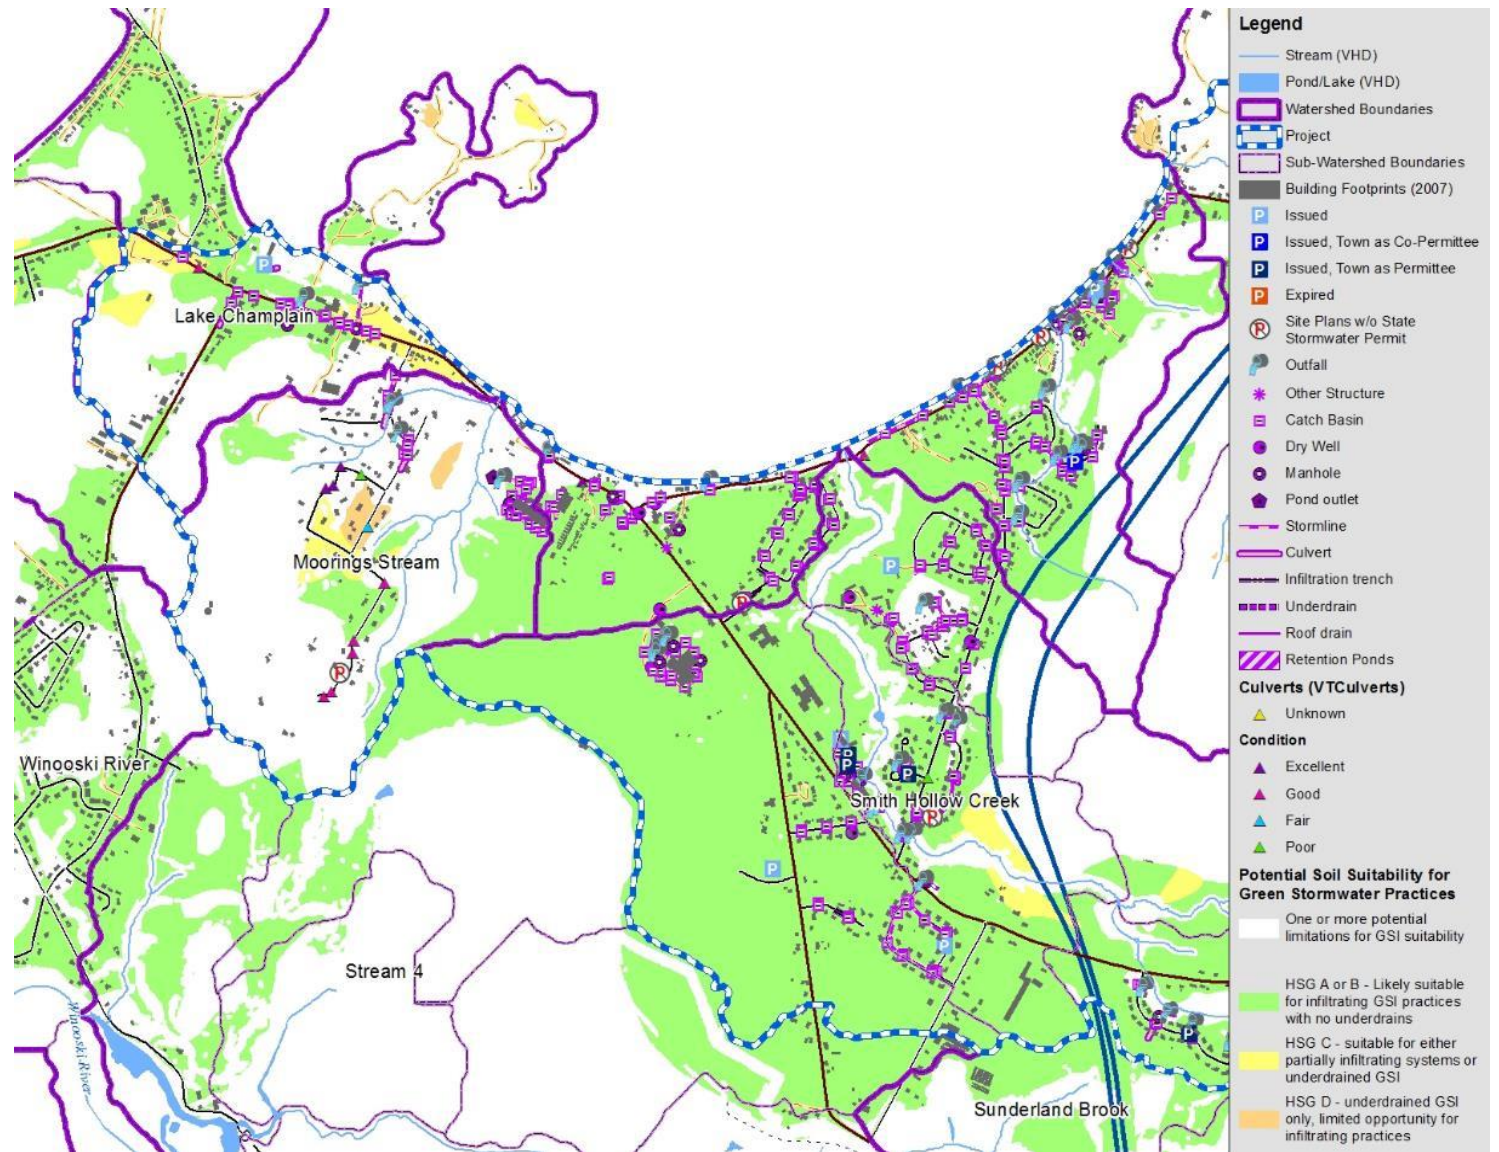 Lake Champlain
Moorings Stream
Winooski River
Smith Hollow Creek
Stream 4
Winooski River
Sunderland Brook
P
P
P
P
P
P
P
P
P
P
R
R
R
R
Legend
Stream (VHD)
Pond/Lake (VHD)
Watershed Boundaries
Project
Sub-Watershed Boundaries
Building Footprints (2007)
P Issued
P Issued, Town as Co-Permittee
P Issued, Town as Permittee
P Expired
R Site Plans w/o State
Stormwater Permit
Outfall
Other Structure
Catch Basin
Dry Well
Manhole
Pond outlet
Stormline
Culvert
Infiltration trench
Underdrain
Roof drain
Retention Ponds
Culverts (VTCulverts)
Unknown
Condition
Excellent
Good
Fair
Poor
Potential Soil Suitability for
Green Stormwater Practices
One or more potential
limitations for GSI suitability
HSG A or B - Likely suitable
for infiltrating GSI practices
with no underdrains
HSG C - suitable for either
partially infiltrating systems or
underdrained GSI
HSG D - underdrained GSI
only, limited opportunity for
infiltrating practices